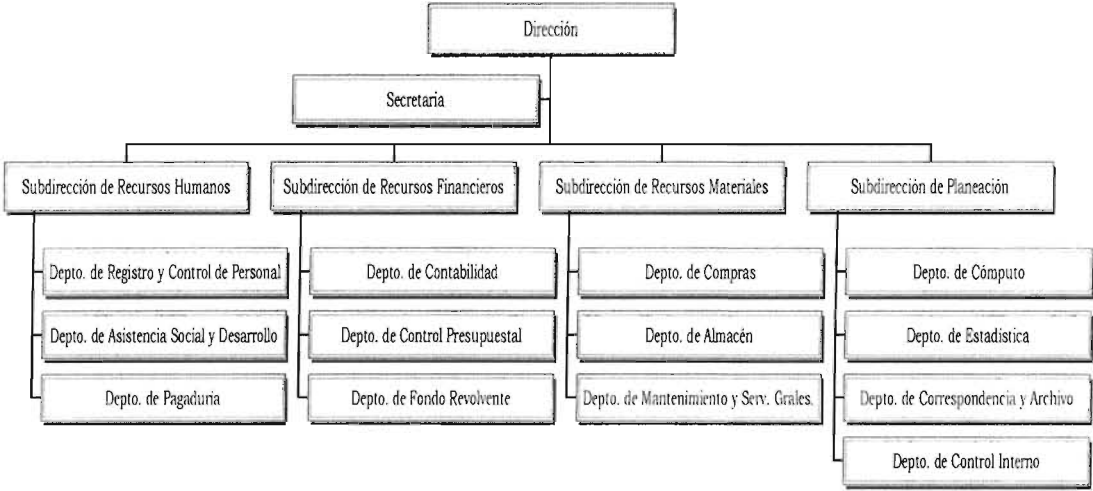 Dirección
Secretaria
Subdirección de Recursos Humanos
Subdirección de Recursos Financieros
Subdirección de Recursos Materiales
Subdirección de Planeación
Depto. de Registro y Control de Personal
Depto. de Contabilidad
Depto. de Compras
Depto. de Cómputo
Depto. de Asistencia Social y Desarrollo
Depto. de Control Presupuestal
Depto. de Almacén
Depto. de Estadística
Depto. de Pagaduría
Depto. de Fondo Revolvente
Depto. de Mantenimiento y Serv. Grales.
Depto. de Correspondencia y Archivo
Depto. de Control Interno